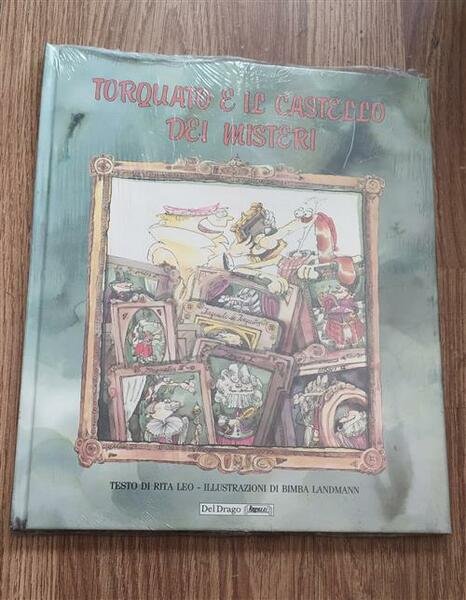 TORQUATO E IL CASTELLO
DEI MISTERI
TESTO DI RITA LEO - ILLUSTRAZIONI DI BIMBA LANDMANN
Del Drago